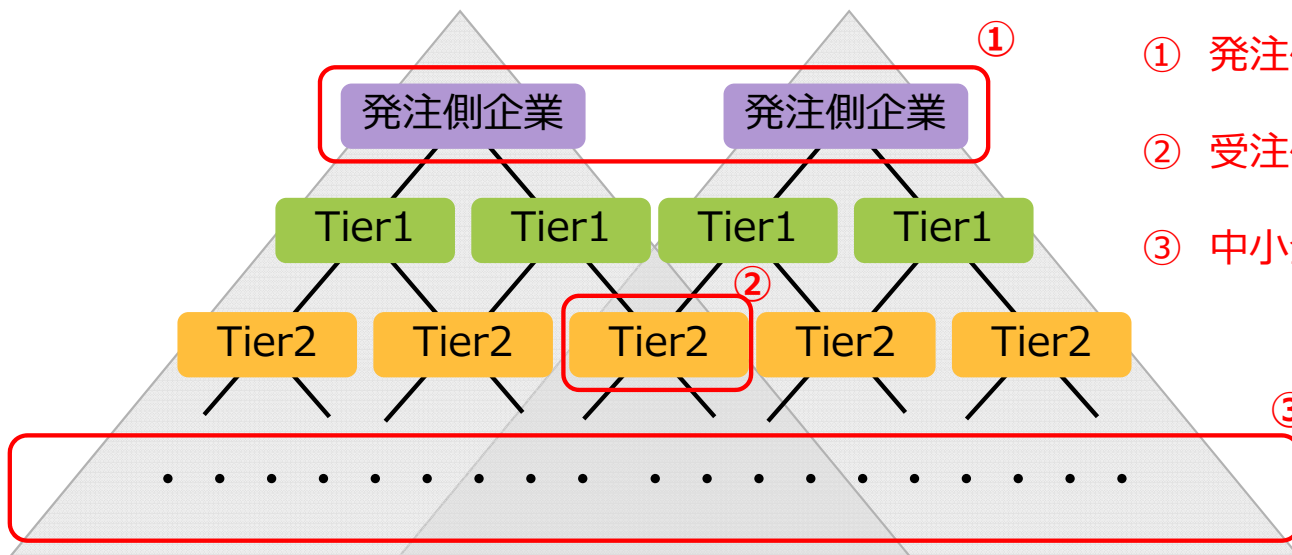 ①
① 発注
発注側企業 発注側企業
② 受注
Tier1 Tier1 Tier1 Tier1
③ 中小
②
Tier2 Tier2 Tier2 Tier2 Tier2
③
・・・・・・・・・ ・・・・・・・・・・